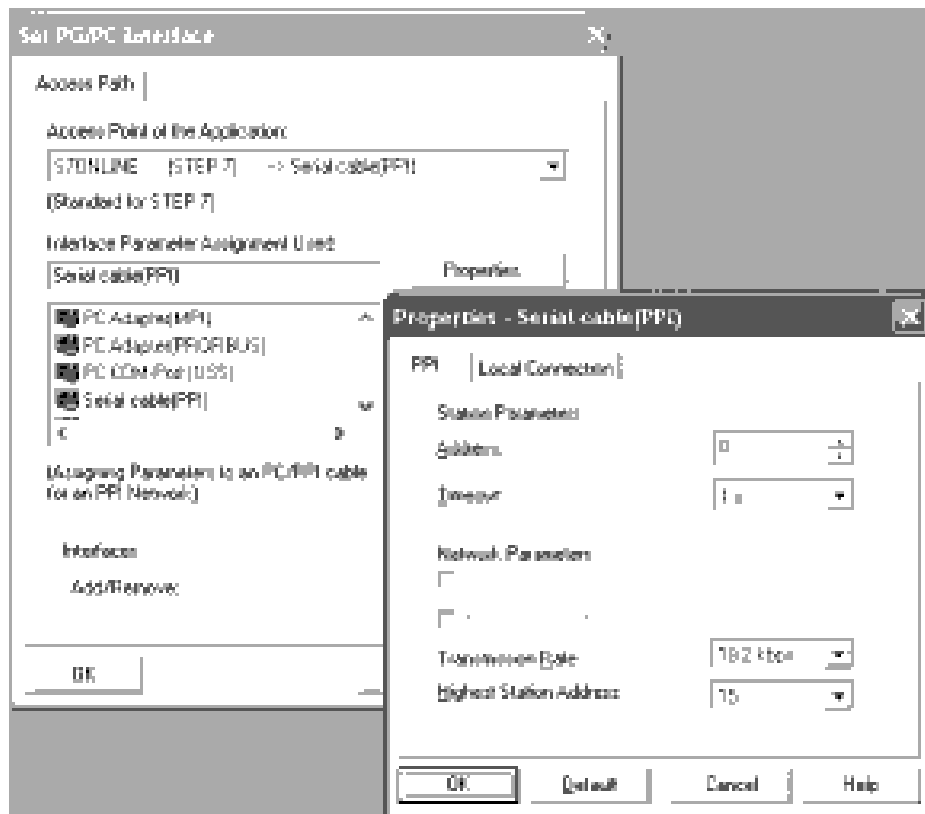 Set PG/PC Interface
Access Path
Access Point of the Application:
S7ONLINE (STEP 7) -> Serial cable(PPI)
(Standard for STEP 7)
Interface Parameter Assignment Used:
Serial cable(PPI)
Properties
PC Adapter(MPI)
PC Adapter(PROFIBUS)
PC COM-Port (USS)
Serial cable(PPI)
(Assigning Parameters to an PC/PPI cable
for an PPI Network)
Interfaces
Add/Remove:
OK
Properties - Serial cable(PPI)
PPI
Local Connection
Station Parameters
Address:
0
Timeout:
1 s
Network Parameters
Transmission Rate
19.2 kbps
Highest Station Address
15
OK
Default
Cancel
Help